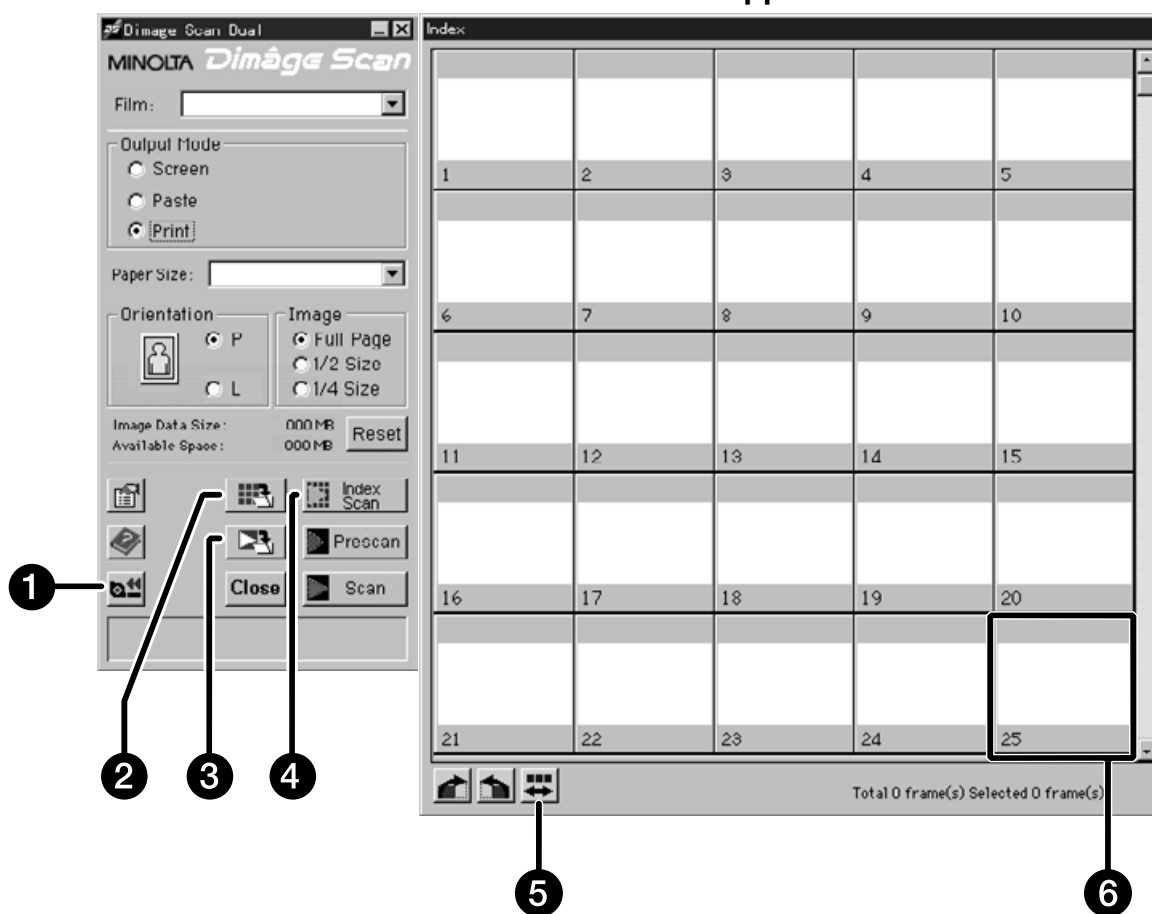 Dimage Scan Dual
MINOLTA Dimâge Scan
Film:
Output Mode
Screen
Paste
Print
Paper Size:
Orientation
P
L
Image
Full Page
1/2 Size
1/4 Size
Image Data Size: 000 MB
Available Space: 000 MB
Reset
Index Scan
Prescan
Close
Scan
Index
1 2 3 4 5
6 7 8 9 10
11 12 13 14 15
16 17 18 19 20
21 22 23 24 25
Total 0 frame(s) Selected 0 frame(s)
1
2
3
4
5
6